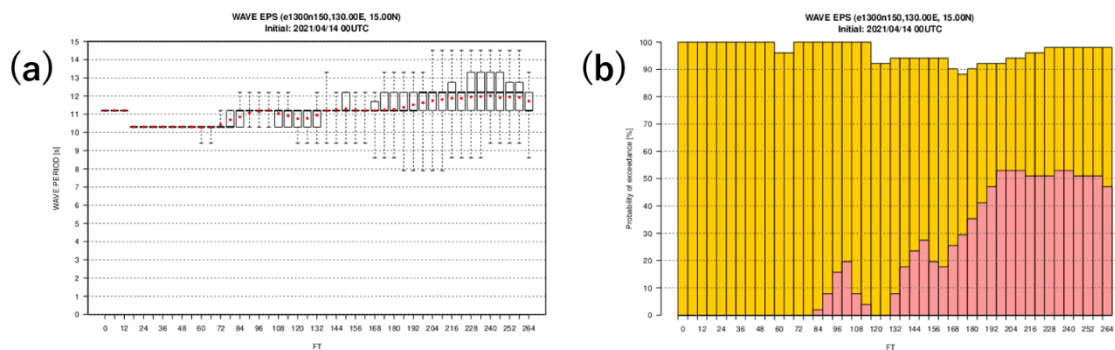 (a)
WAVE EPS (e1300n150,130.00E, 15.00N)
Initial: 2021/04/14 00UTC
WAVE PERIOD [s]
15
14
13
12
11
10
9
8
7
6
5
4
3
2
1
0
0 12 24 36 48 60 72 84 96 108 120 132 144 156 168 180 192 204 216 228 240 252 264
FT
(b)
WAVE EPS (e1300n150,130.00E, 15.00N)
Initial: 2021/04/14 00UTC
Probability of exceedance [%]
100
90
80
70
60
50
40
30
20
10
0
0 12 24 36 48 60 72 84 96 108 120 132 144 156 168 180 192 204 216 228 240 252 264
FT